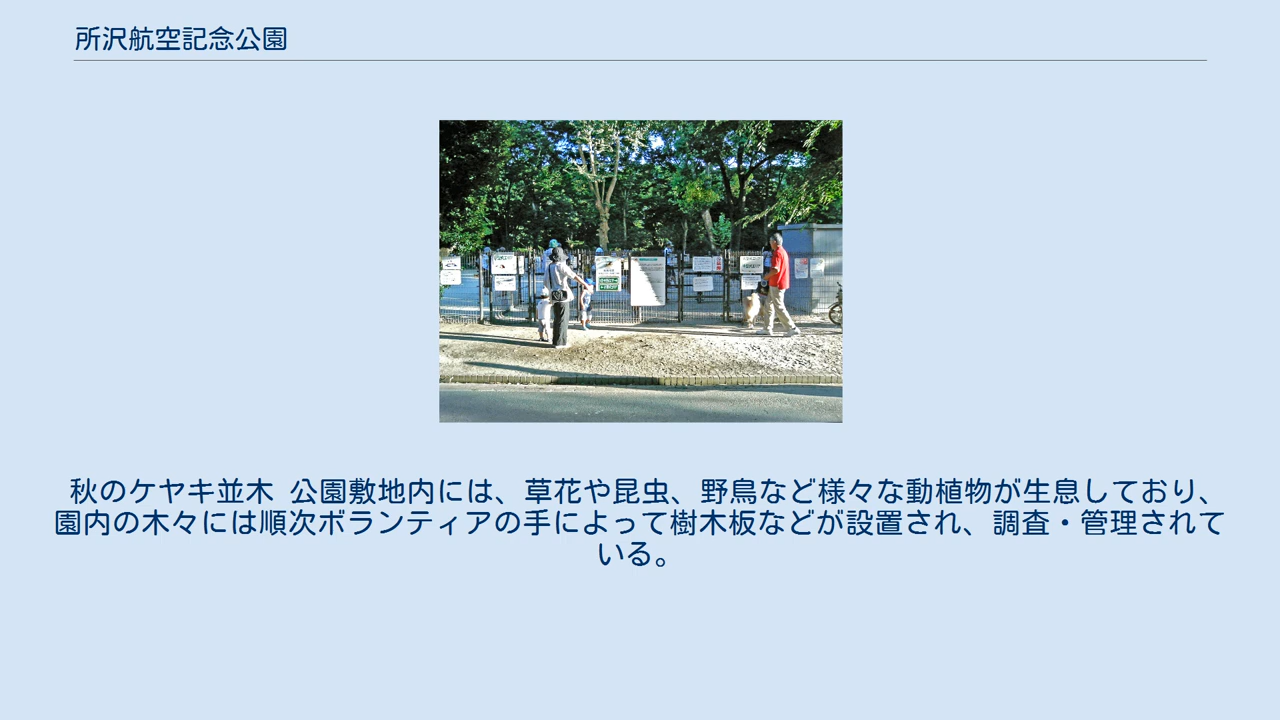 所沢航空記念公園
秋のケヤキ並木 公園敷地内には、草花や昆虫、野鳥など様々な動植物が生息しており、
園内の木々には順次ボランティアの手によって樹木板などが設置され、調査・管理されて
いる。